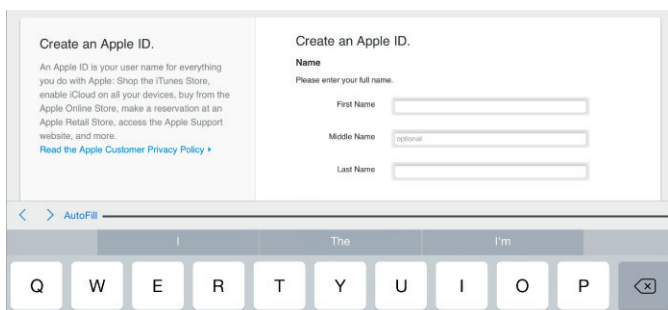 Create an Apple ID.
An Apple ID is your user name for everything
you do with Apple: Shop the iTunes Store,
enable iCloud on all your devices, buy from the
Apple Online Store, make a reservation at an
Apple Retail Store, access the Apple Support
website, and more.
Read the Apple Customer Privacy Policy
Create an Apple ID.
Name
Please enter your full name.
First Name
Middle Name optional
Last Name
AutoFill
I The I'm
Q W E R T Y U I O P